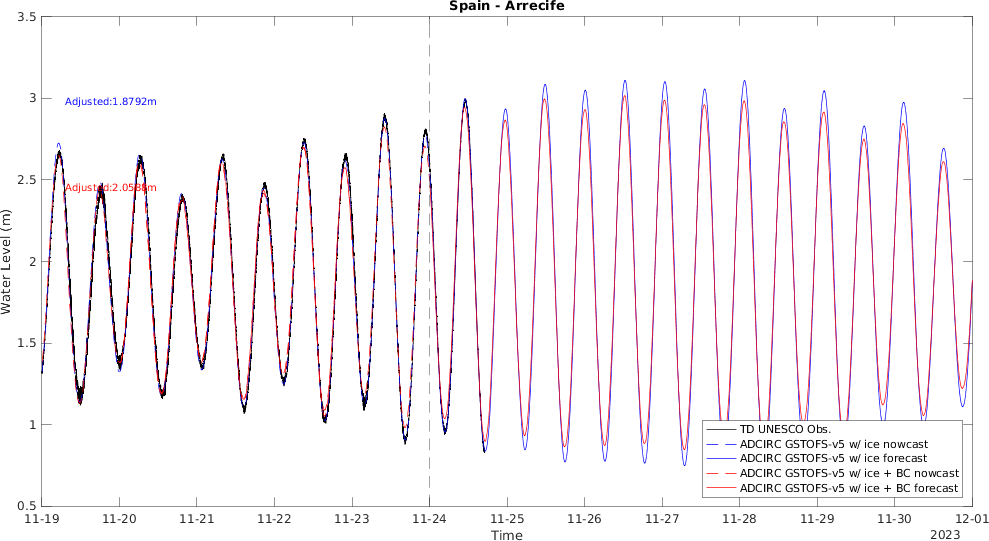 Spain - Arrecife
3.5
3
2.5
2
1.5
1
0.5
Water Level (m)
Adjusted:1.8792m
Adjusted:2.0588m
TD UNESCO Obs.
ADCIRC GSTOFS-v5 w/ ice nowcast
ADCIRC GSTOFS-v5 w/ ice forecast
ADCIRC GSTOFS-v5 w/ ice + BC nowcast
ADCIRC GSTOFS-v5 w/ ice + BC forecast
11-19 11-20 11-21 11-22 11-23 11-24 11-25 11-26 11-27 11-28 11-29 11-30 12-01
Time
2023